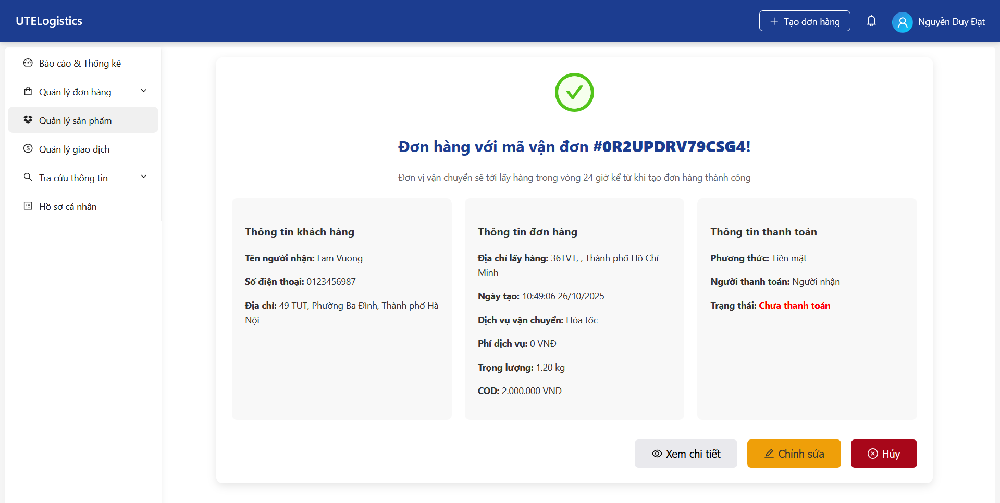 UTELogistics
Tạo đơn hàng
Nguyễn Duy Đạt
Báo cáo & Thống kê
Quản lý đơn hàng
Quản lý sản phẩm
Quản lý giao dịch
Tra cứu thông tin
Hồ sơ cá nhân
Đơn hàng với mã vận đơn #0R2UPDRV79CSG4!
Đơn vị vận chuyển sẽ tới lấy hàng trong vòng 24 giờ kể từ khi tạo đơn hàng thành công
Thông tin khách hàng
Tên người nhận: Lam Vuong
Số điện thoại: 0123456987
Địa chỉ: 49 TUT, Phường Ba Đình, Thành phố Hà
Nội
Thông tin đơn hàng
Địa chỉ lấy hàng: 36TVT, , Thành phố Hồ Chí
Minh
Ngày tạo: 10:49:06 26/10/2025
Dịch vụ vận chuyển: Hỏa tốc
Phí dịch vụ: 0 VNĐ
Trọng lượng: 1.20 kg
COD: 2.000.000 VNĐ
Thông tin thanh toán
Phương thức: Tiền mặt
Người thanh toán: Người nhận
Trạng thái: Chưa thanh toán
Xem chi tiết
Chỉnh sửa
Hủy